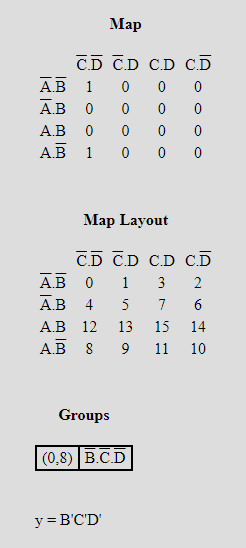 Map
C̅.D̅ C̅.D C.D C.D̅
A̅.B̅ 1 0 0 0
A̅.B 0 0 0 0
A.B 0 0 0 0
A.B̅ 1 0 0 0
Map Layout
C̅.D̅ C̅.D C.D C.D̅
A̅.B̅ 0 1 3 2
A̅.B 4 5 7 6
A.B 12 13 15 14
A.B̅ 8 9 11 10
Groups
(0,8) B̅.C̅.D̅
y = B'C'D'